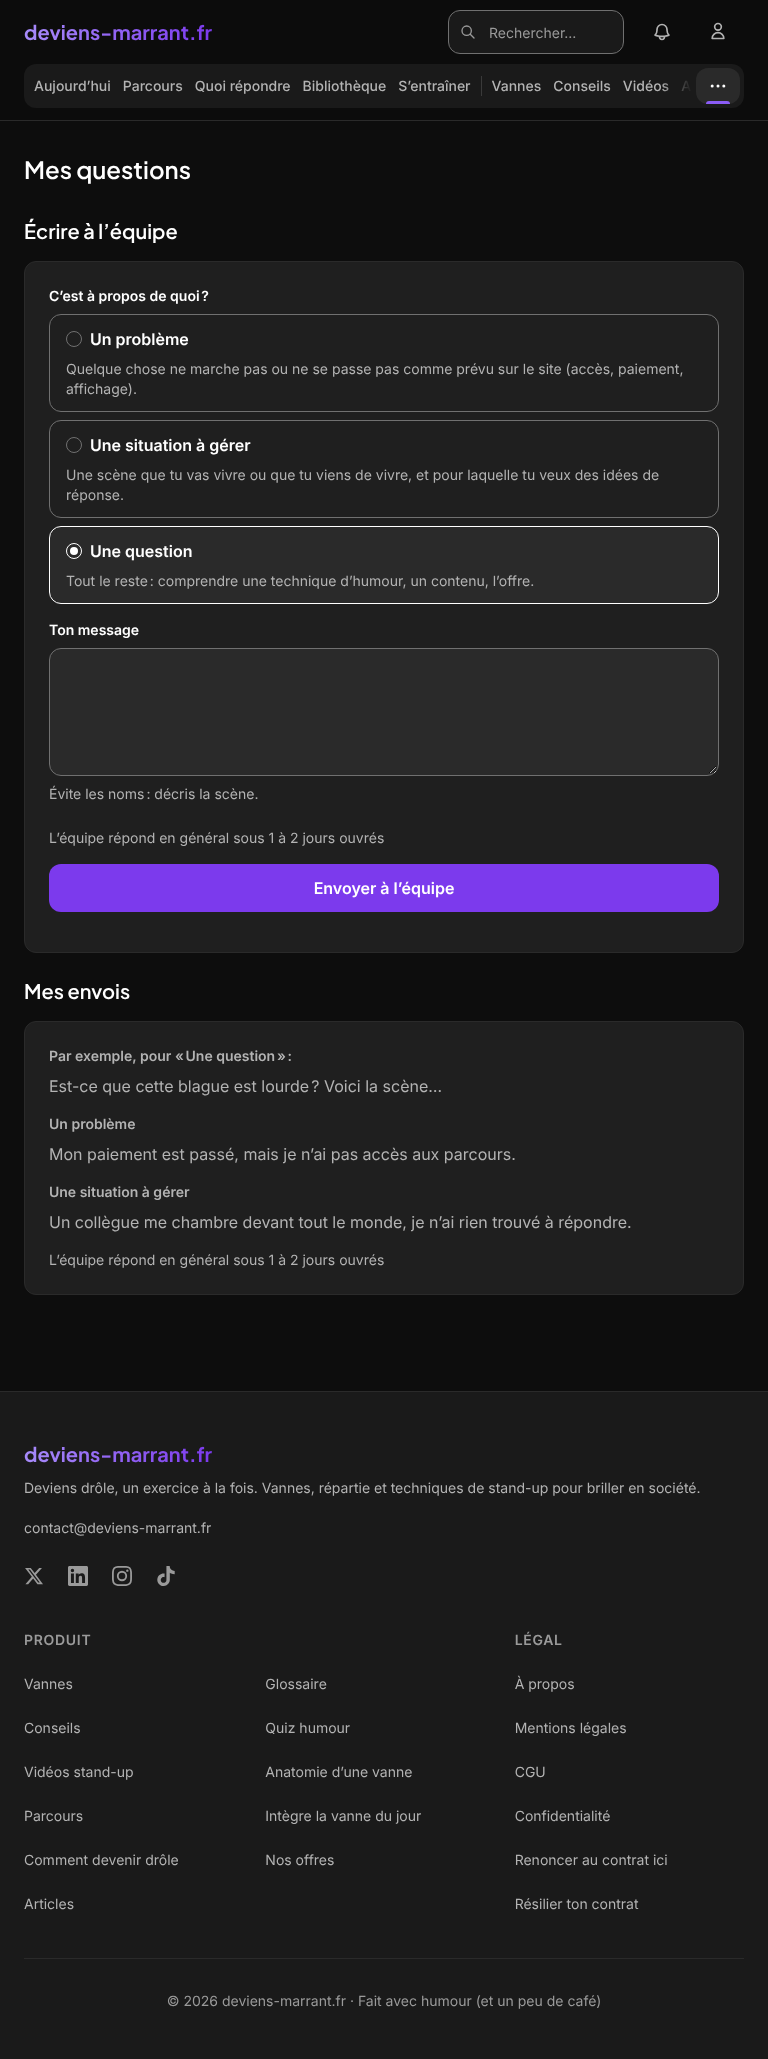 deviens-marrant.fr
Rechercher...
Aujourd’hui Parcours Quoi répondre Bibliothèque S’entraîner Vannes Conseils Vidéos
Mes questions
Écrire à l’équipe
C’est à propos de quoi ?
Un problème
Quelque chose ne marche pas ou ne se passe pas comme prévu sur le site (accès, paiement,
affichage).
Une situation à gérer
Une scène que tu vas vivre ou que tu viens de vivre, et pour laquelle tu veux des idées de
réponse.
Une question
Tout le reste : comprendre une technique d’humour, un contenu, l’offre.
Ton message
Évite les noms : décris la scène.
L’équipe répond en général sous 1 à 2 jours ouvrés
Envoyer à l’équipe
Mes envois
Par exemple, pour « Une question » :
Est-ce que cette blague est lourde ? Voici la scène…
Un problème
Mon paiement est passé, mais je n’ai pas accès aux parcours.
Une situation à gérer
Un collègue me chambre devant tout le monde, je n’ai rien trouvé à répondre.
L’équipe répond en général sous 1 à 2 jours ouvrés
deviens-marrant.fr
Deviens drôle, un exercice à la fois. Vannes, répartie et techniques de stand-up pour briller en société.
contact@deviens-marrant.fr
PRODUIT
Vannes
Conseils
Vidéos stand-up
Parcours
Comment devenir drôle
Articles
Glossaire
Quiz humour
Anatomie d’une vanne
Intègre la vanne du jour
Nos offres
LÉGAL
À propos
Mentions légales
CGU
Confidentialité
Renoncer au contrat ici
Résilier ton contrat
© 2026 deviens-marrant.fr · Fait avec humour (et un peu de café)